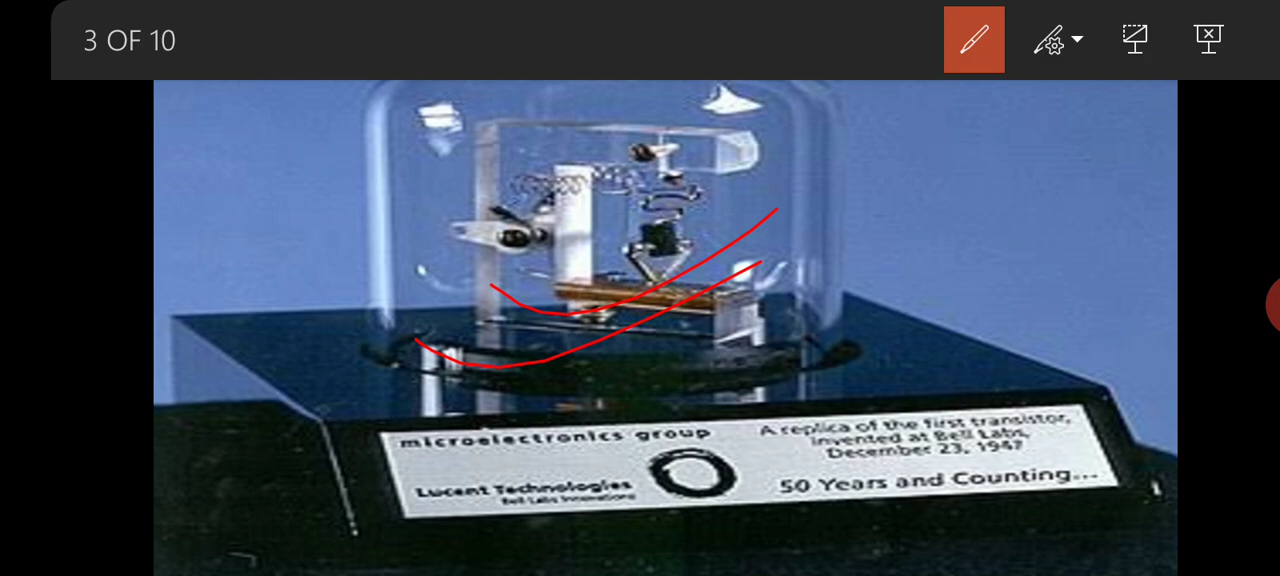 3 OF 10
microelectronics group
A replica of the first transistor,
invented at Bell Labs,
December 23, 1947
Lucent Technologies
Bell Labs Innovations
50 Years and Counting...